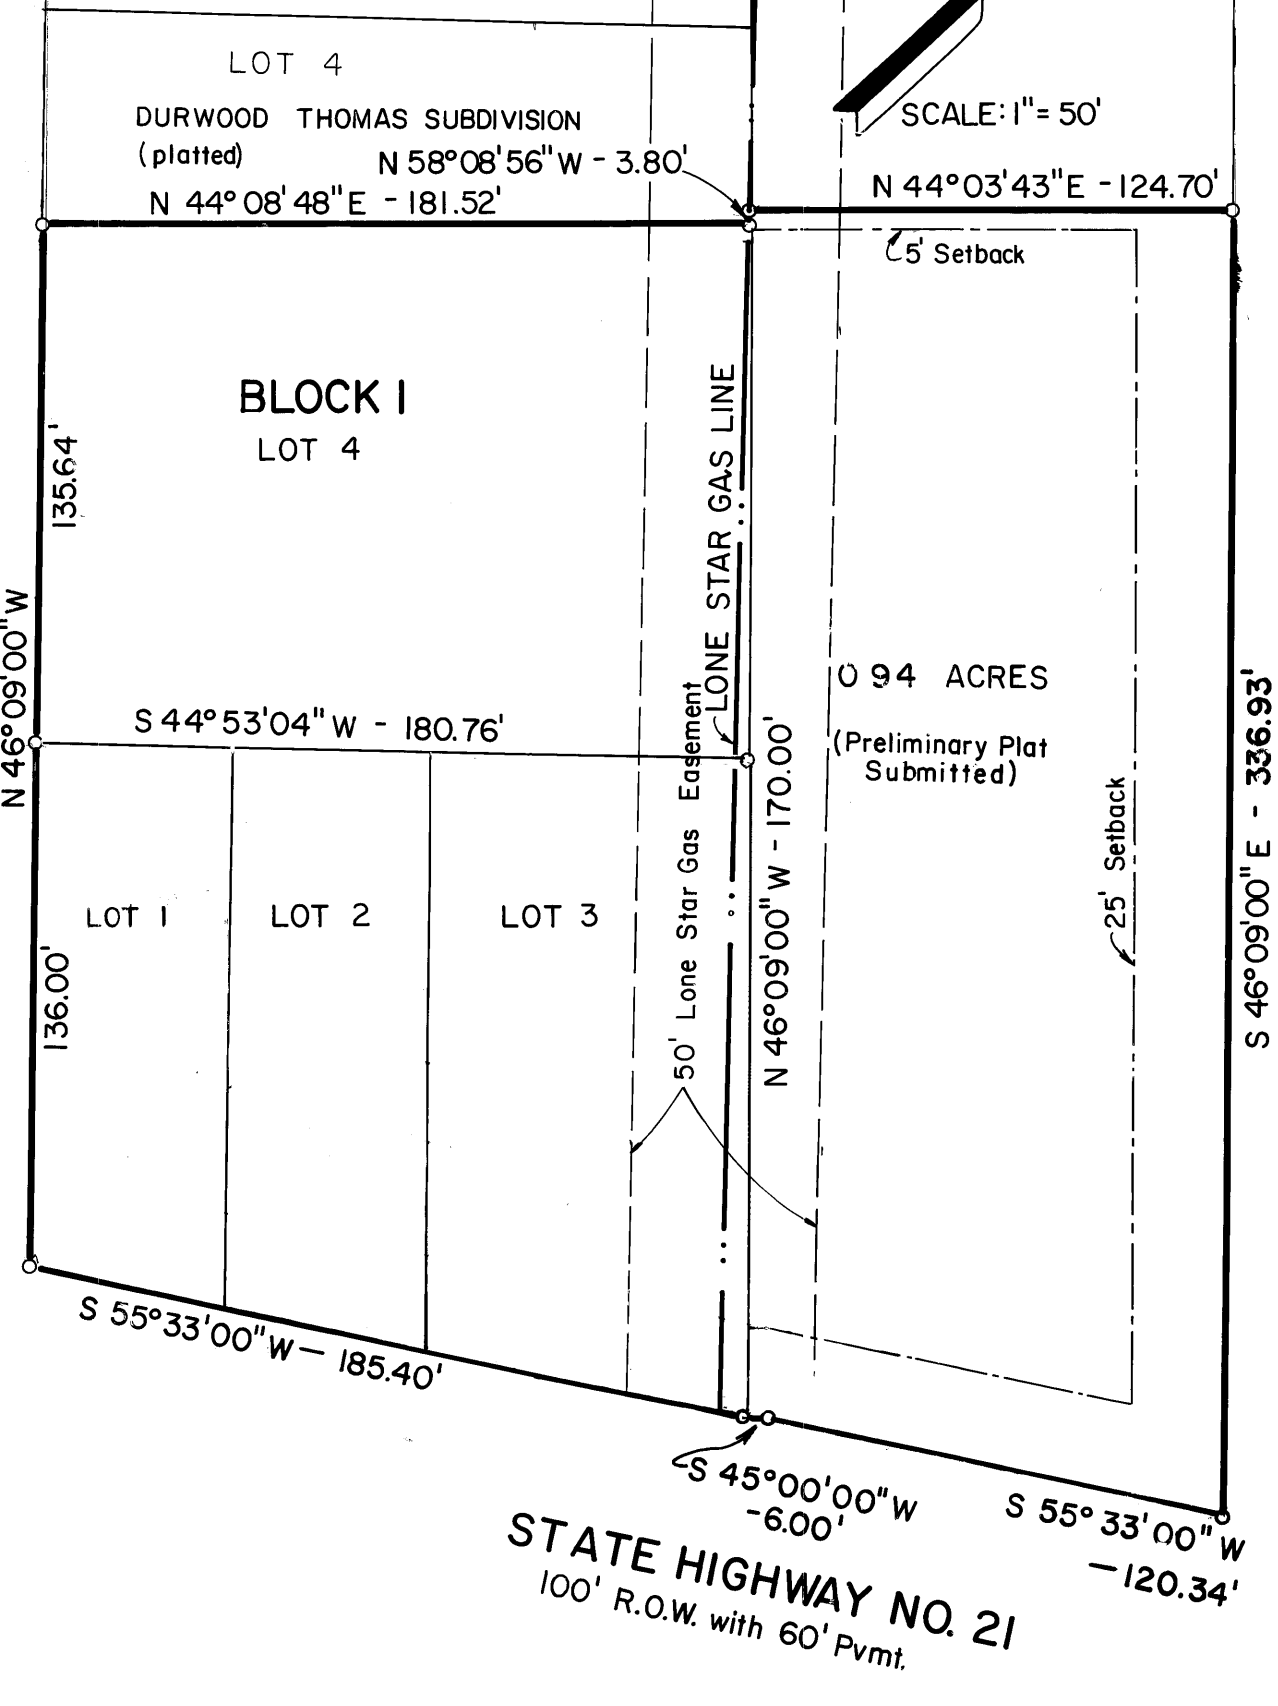 LOT 4
DURWOOD THOMAS SUBDIVISION
(platted)
N 58°08'56"W - 3.80'
N 44°08'48"E - 181.52'
SCALE: 1"= 50'
N 44°03'43"E - 124.70'
5' Setback
BLOCK 1
LOT 4
135.64'
N 46°09'00"W
LONE STAR GAS LINE
0 94 ACRES
(Preliminary Plat
Submitted)
S 44°53'04"W - 180.76'
50' Lone Star Gas Easement
N 46°09'00"W - 170.00'
25' Setback
S 46°09'00"E - 336.93'
LOT 1
LOT 2
LOT 3
136.00'
S 55°33'00"W — 185.40'
S 45°00'00"W
-6.00'
S 55°33'00"W
—120.34'
STATE HIGHWAY NO. 21
100' R.O.W. with 60' Pvmt.